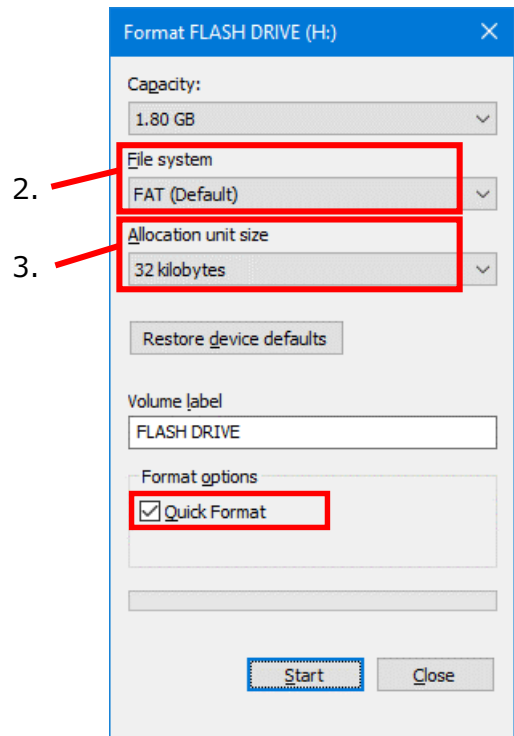 Format FLASH DRIVE (H:)
Capacity:
1.80 GB
File system
2.
FAT (Default)
Allocation unit size
3.
32 kilobytes
Restore device defaults
Volume label
FLASH DRIVE
Format options
Quick Format
Start Close